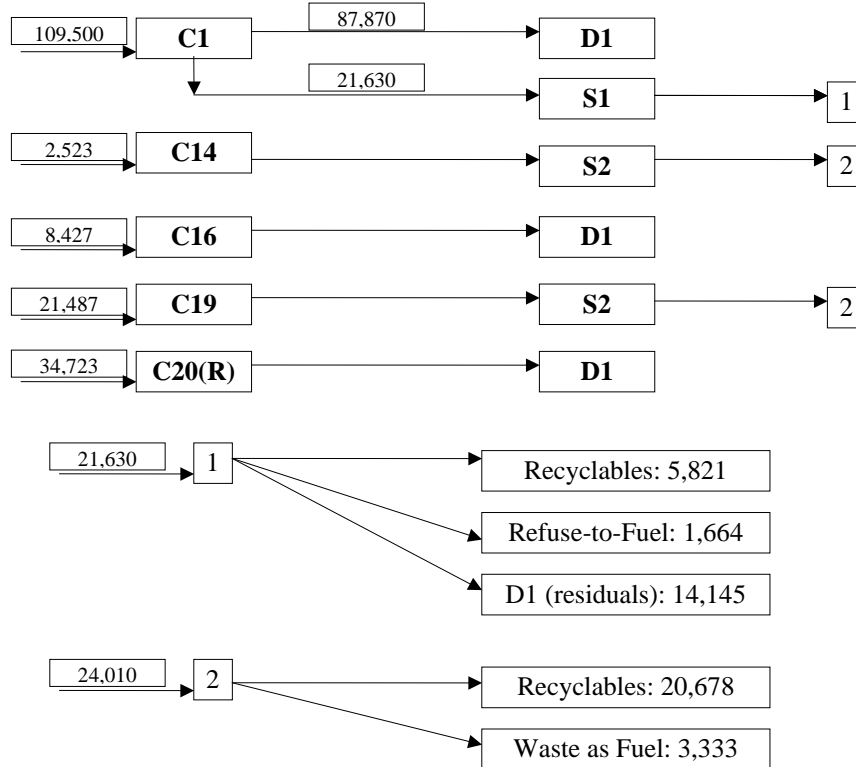 109,500
C1
87,870
D1
21,630
S1
1
2,523
C14
S2
2
8,427
C16
D1
21,487
C19
S2
2
34,723
C20(R)
D1
21,630
1
Recyclables: 5,821
Refuse-to-Fuel: 1,664
D1 (residuals): 14,145
24,010
2
Recyclables: 20,678
Waste as Fuel: 3,333